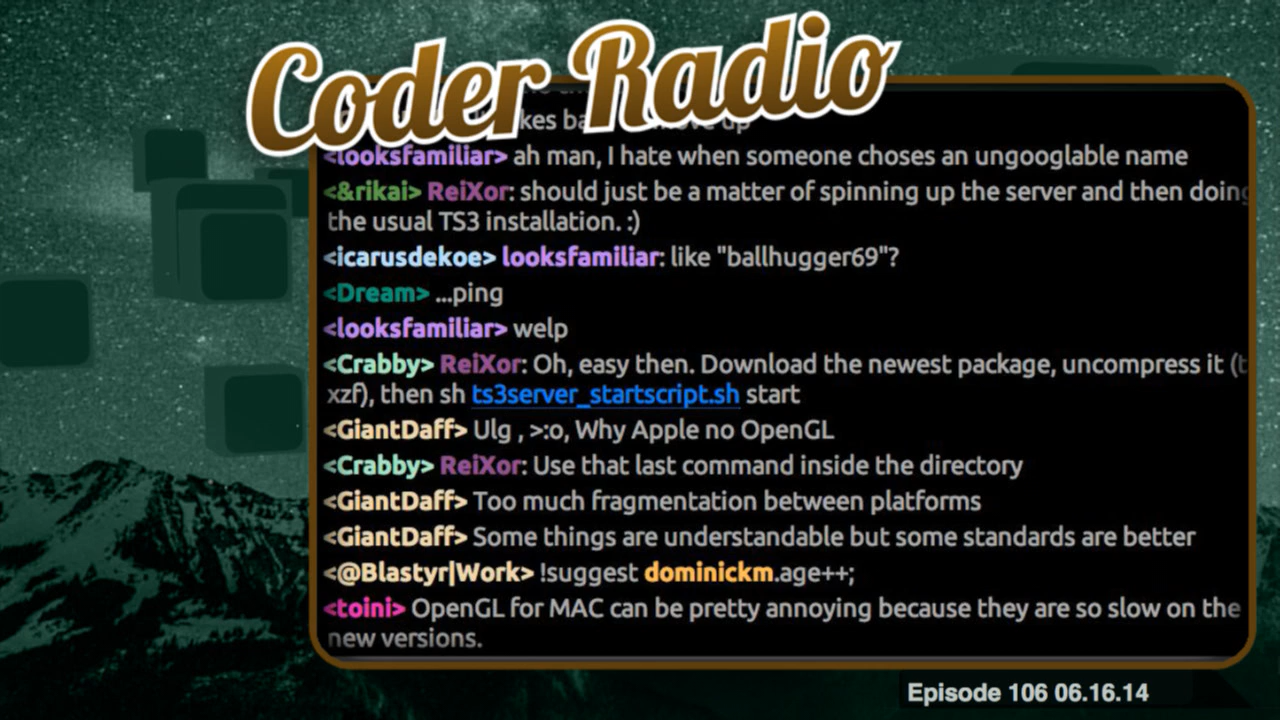 Coder Radio
kes ba
<looksfamiliar> ah man, I hate when someone choses an ungooglable name
<&rikai> ReiXor: should just be a matter of spinning up the server and then doing
the usual TS3 installation. :)
<icarusdekoe> looksfamiliar: like "ballhugger69"?
<Dream> ...ping
<looksfamiliar> welp
<Crabby> ReiXor: Oh, easy then. Download the newest package, uncompress it (t
xzf), then sh ts3server_startscript.sh start
<GiantDaff> Ulg , >:o, Why Apple no OpenGL
<Crabby> ReiXor: Use that last command inside the directory
<GiantDaff> Too much fragmentation between platforms
<GiantDaff> Some things are understandable but some standards are better
<@Blastyr|Work> !suggest dominickm.age++;
<toini> OpenGL for MAC can be pretty annoying because they are so slow on the
new versions.
Episode 106 06.16.14